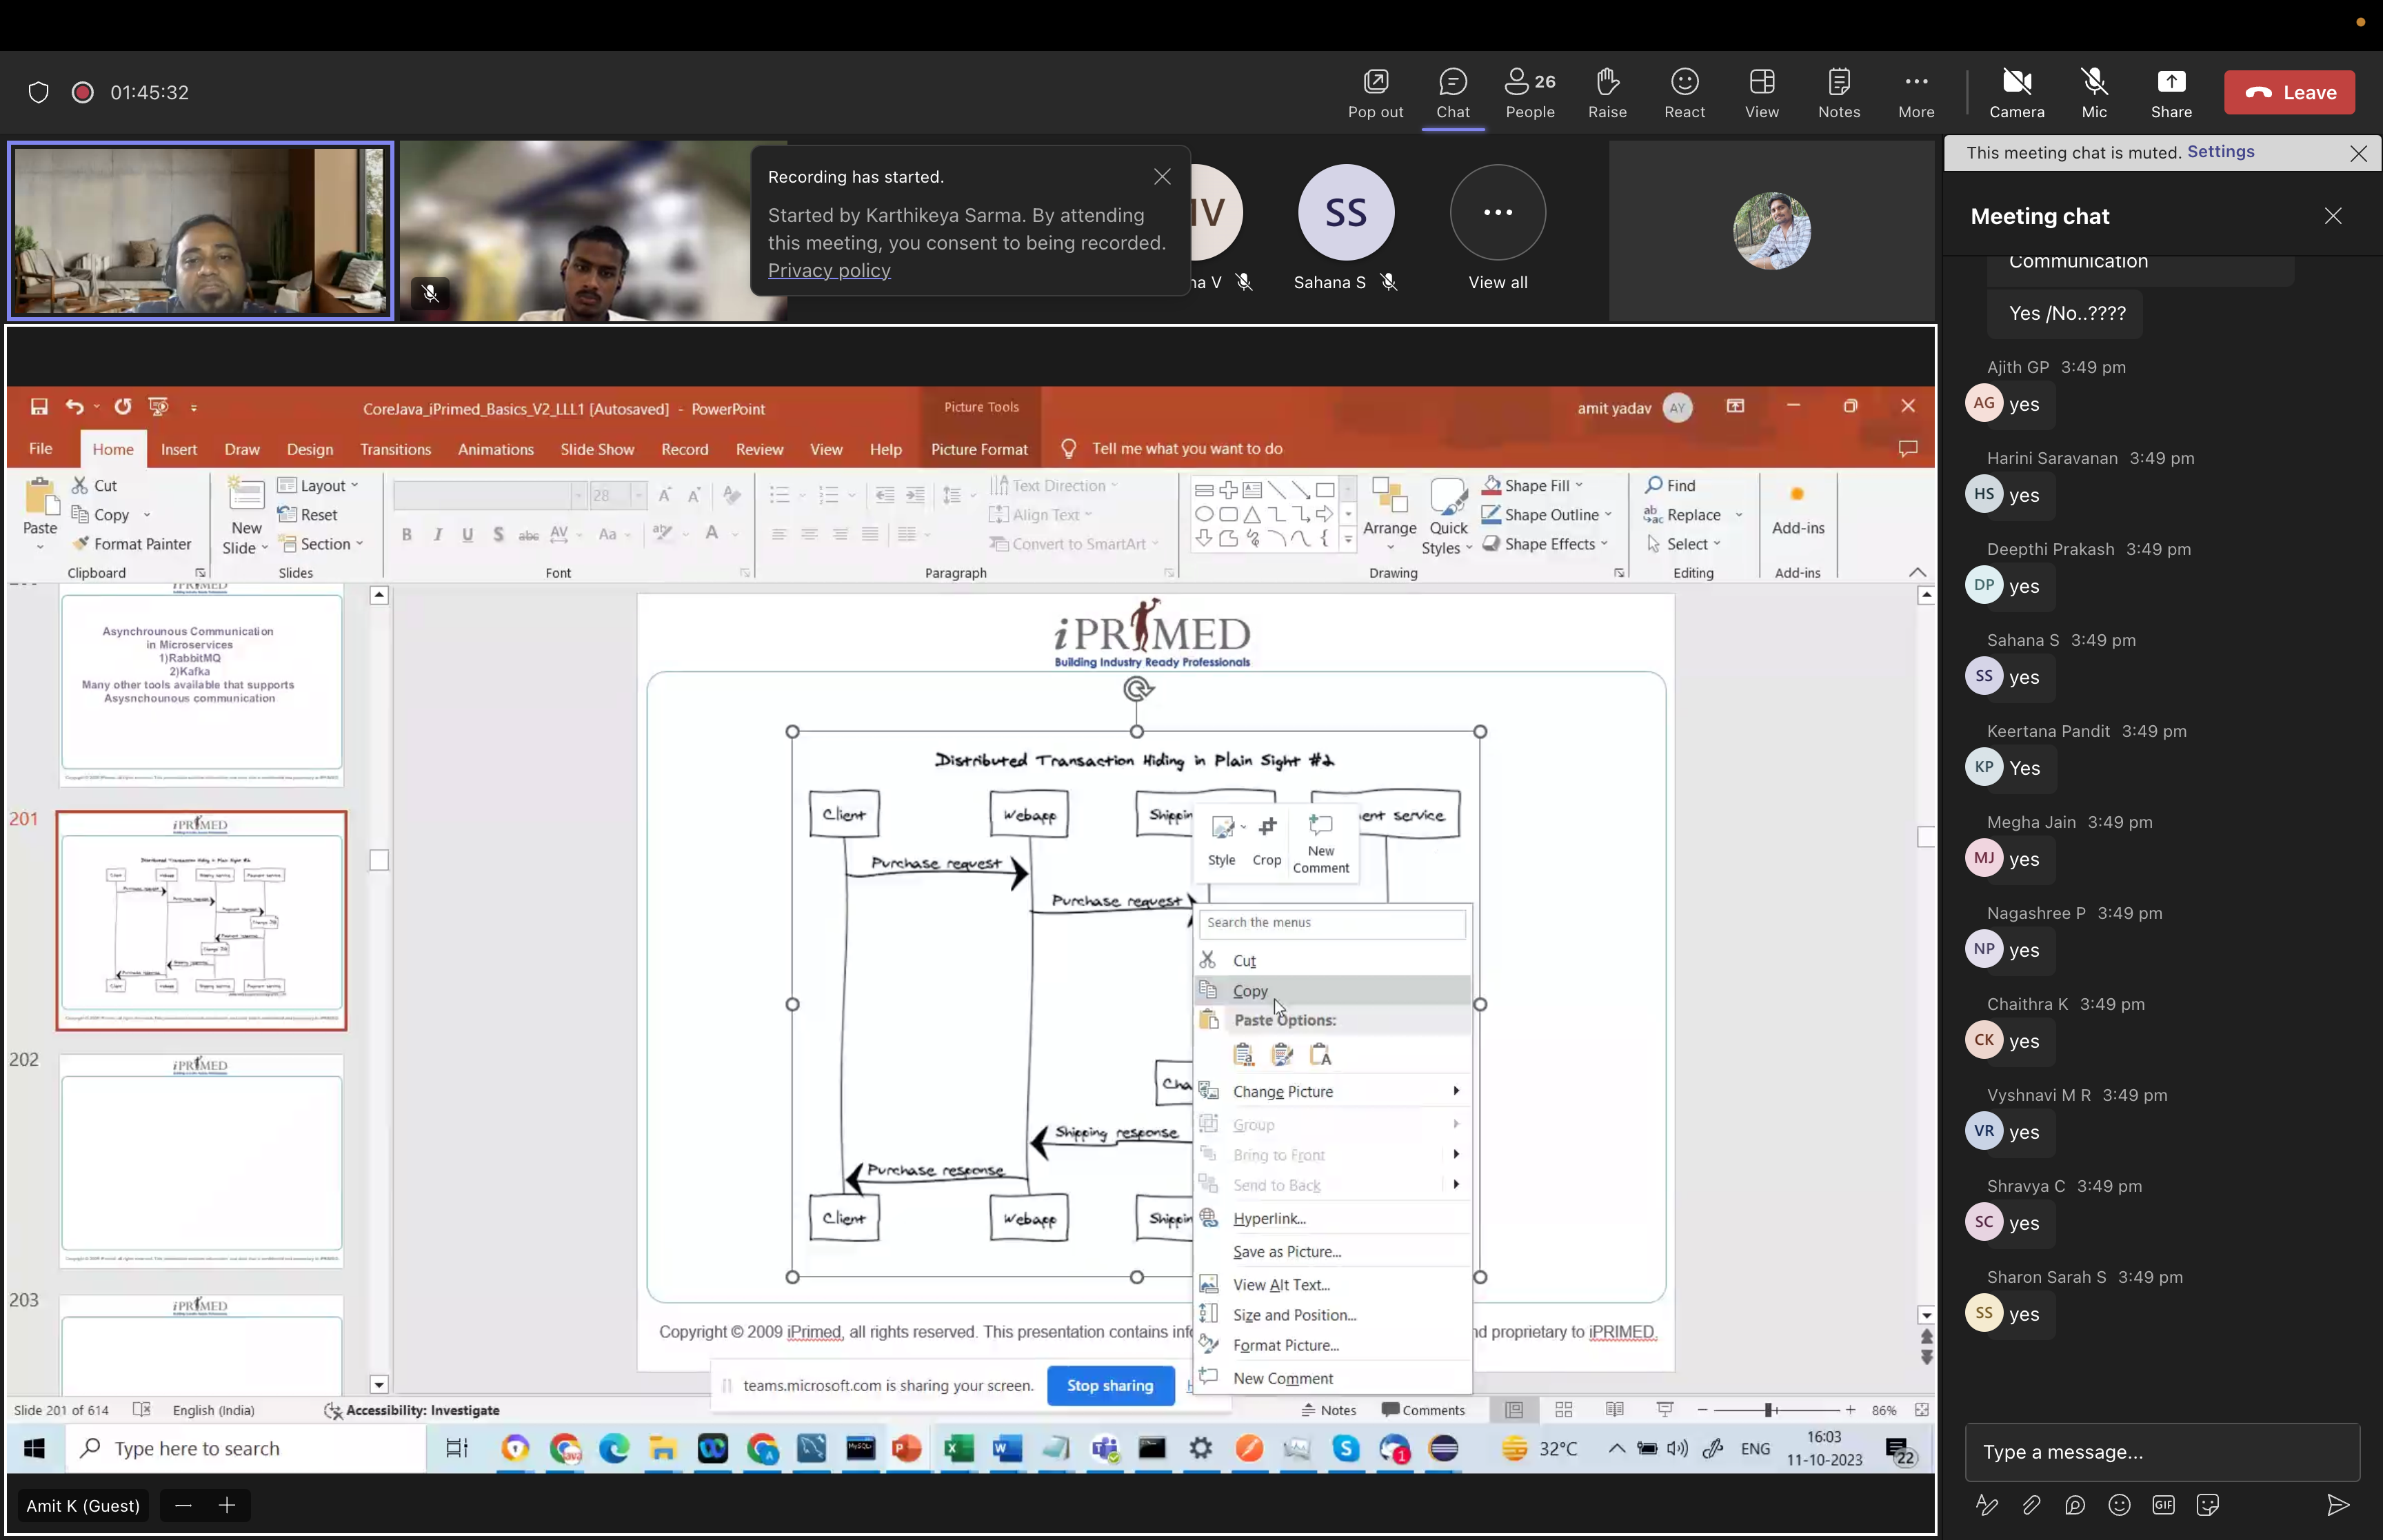 01:45:32
Pop out
Chat
26
People
Raise
React
View
Notes
More
Camera
Mic
Share
Leave
Recording has started.
Started by Karthikeya Sarma. By attending
this meeting, you consent to being recorded.
Privacy policy
V
na V
SS
Sahana S
View all
This meeting chat is muted. Settings
Meeting chat
Communication
Yes /No..????
Ajith GP 3:49 pm
AG yes
Harini Saravanan 3:49 pm
HS yes
Deepthi Prakash 3:49 pm
DP yes
Sahana S 3:49 pm
SS yes
Keertana Pandit 3:49 pm
KP Yes
Megha Jain 3:49 pm
MJ yes
Nagashree P 3:49 pm
NP yes
Chaithra K 3:49 pm
CK yes
Vyshnavi M R 3:49 pm
VR yes
Shravya C 3:49 pm
SC yes
Sharon Sarah S 3:49 pm
SS yes
Type a message...
GIF
CoreJava_iPrimed_Basics_V2_LLL1 [Autosaved] - PowerPoint
Picture Tools
amit yadav AY
File Home Insert Draw Design Transitions Animations Slide Show Record Review View Help Picture Format Tell me what you want to do
Paste
Cut
Copy
Format Painter
Clipboard
New
Slide
Layout
Reset
Section
Slides
28
Font
Text Direction
Align Text
Convert to SmartArt
Paragraph
Arrange
Quick
Styles
Shape Fill
Shape Outline
Shape Effects
Drawing
Find
Replace
Select
Editing
Add-ins
Add-ins
Asynchrounous Communication
in Microservices
1)RabbitMQ
2)Kafka
Many other tools available that supports
Asysnchounous communication
201
iPRIMED
202
iPRIMED
203
iPRIMED
iPRIMED
Building Industry Ready Professionals
Distributed Transaction Hiding in Plain Sight #2
Client
Webapp
Shippin
ent service
Purchase request
Purchase request
Cha
Shipping response
Purchase response
Client
Webapp
Shippin
Style
Crop
New
Comment
Search the menus
Cut
Copy
Paste Options:
Change Picture
Group
Bring to Front
Send to Back
Hyperlink...
Save as Picture...
View Alt Text...
Size and Position...
Format Picture...
New Comment
Copyright © 2009 iPrimed, all rights reserved. This presentation contains inf
nd proprietary to iPRIMED.
teams.microsoft.com is sharing your screen.
Stop sharing
Slide 201 of 614
English (India)
Accessibility: Investigate
Notes
Comments
86%
Type here to search
32°C
ENG
16:03
11-10-2023
22
Amit K (Guest)